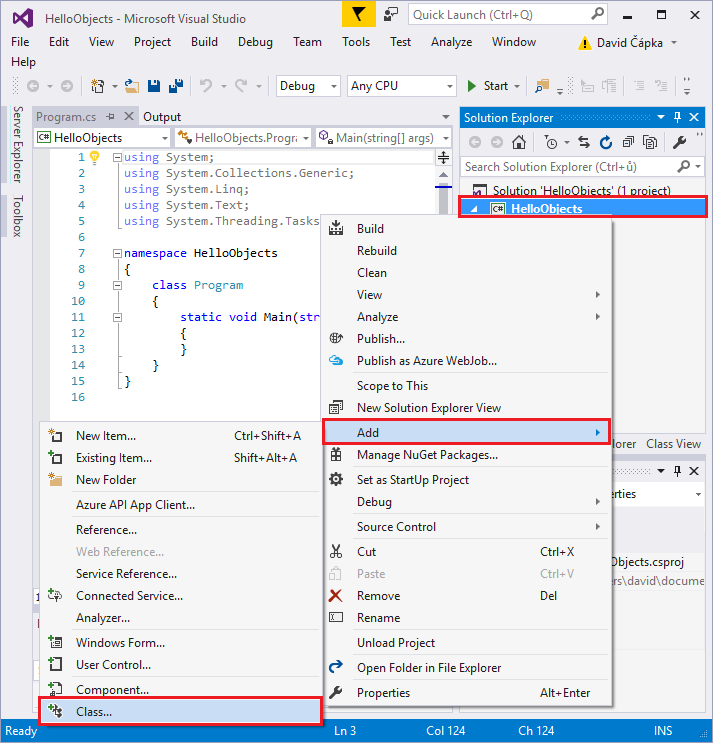 HelloObjects - Microsoft Visual Studio
Quick Launch (Ctrl+Q)
File Edit View Project Build Debug Team Tools Test Analyze Window
David Čápka
Help
Debug
Any CPU
Start
Server Explorer
Toolbox
Program.cs
Output
HelloObjects
HelloObjects.Progra
Main(string[] args)
1 using System;
2 using System.Collections.Generic;
3 using System.Linq;
4 using System.Text;
5 using System.Threading.Tasks
6
7 namespace HelloObjects
8 {
9 class Program
10 {
11 static void Main(str
12 {
13 }
14 }
15 }
16
Solution Explorer
Search Solution Explorer (Ctrl+ů)
Solution 'HelloObjects' (1 project)
C# HelloObjects
Build
Rebuild
Clean
View
Analyze
Publish...
Publish as Azure WebJob...
Scope to This
New Solution Explorer View
Add
Manage NuGet Packages...
Set as StartUp Project
Debug
Source Control
Cut Ctrl+X
Paste Ctrl+V
Remove Del
Rename
Unload Project
Open Folder in File Explorer
Properties Alt+Enter
New Item... Ctrl+Shift+A
Existing Item... Shift+Alt+A
New Folder
Azure API App Client...
Reference...
Web Reference...
Service Reference...
Connected Service...
Analyzer...
Windows Form...
User Control...
Component...
Class...
orer
Class View
erties
Objects.csproj
ers\david\docume
Ready
Ln 3
Col 124
Ch 124
INS